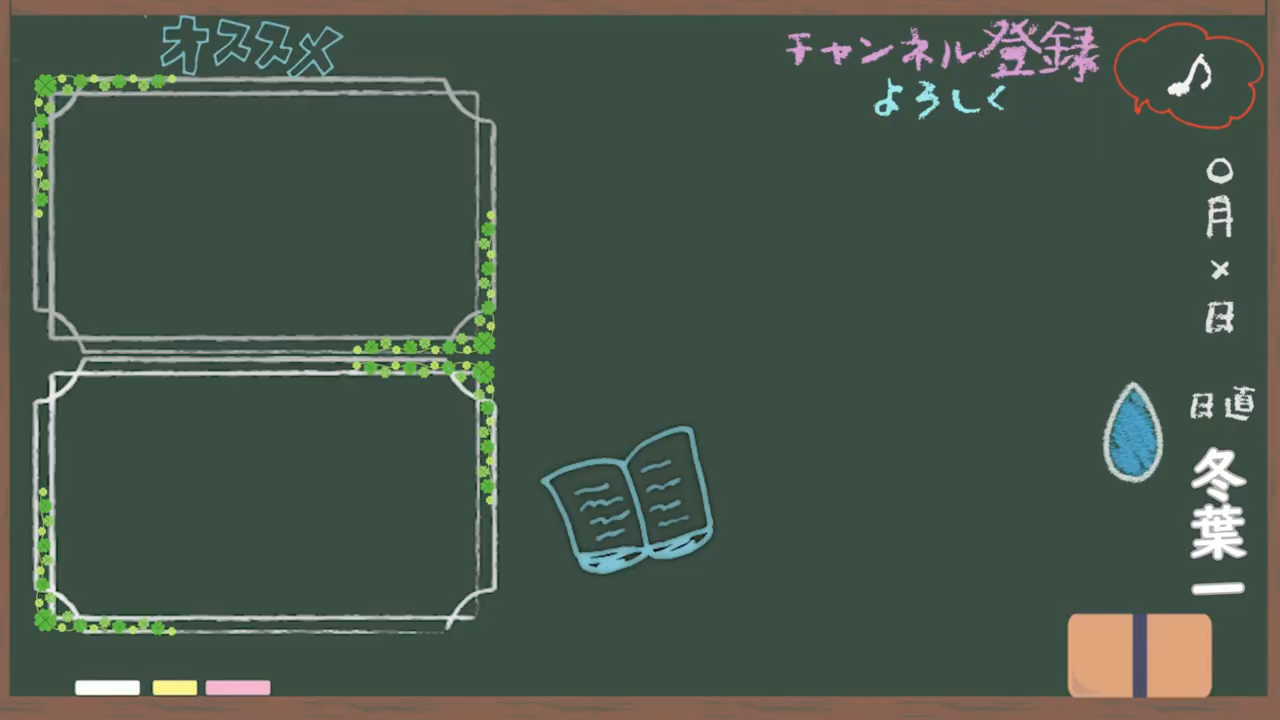 オススメ
チャンネル登録
よろしく
〇月×日
日直
冬葉一